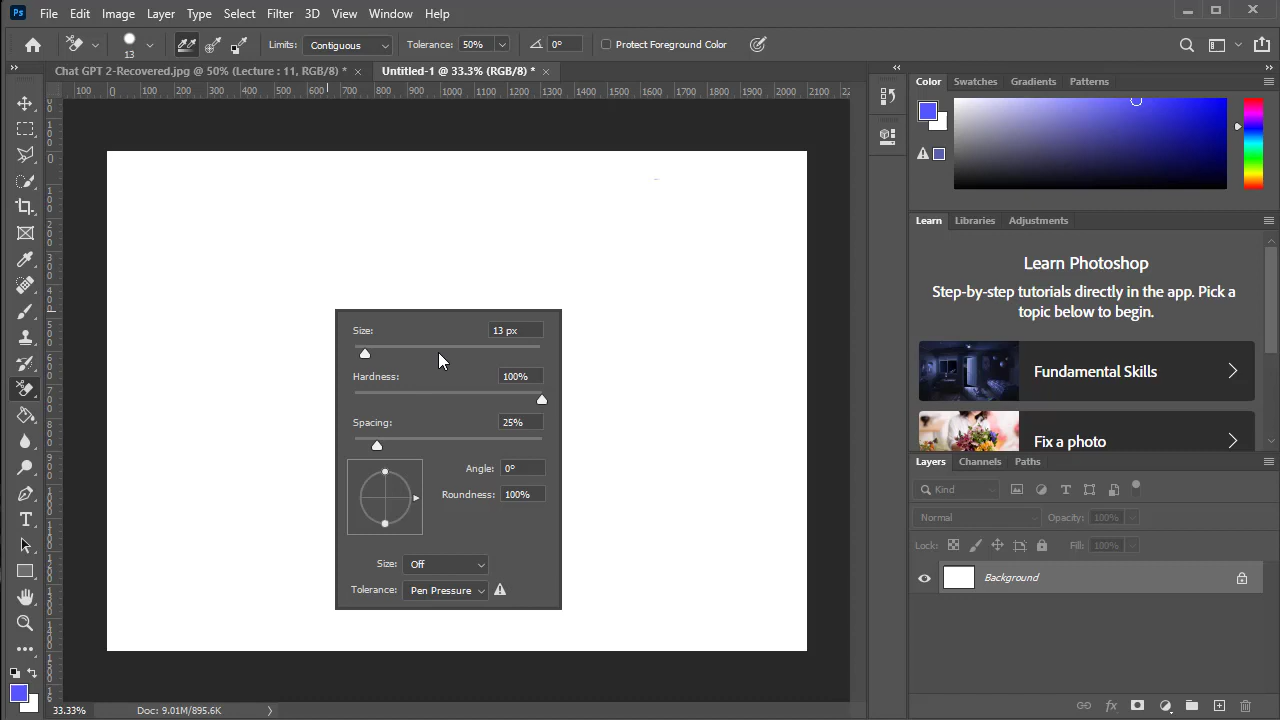 Ps File Edit Image Layer Type Select Filter 3D View Window Help
13 Limits: Contiguous Tolerance: 50% 0° Protect Foreground Color
Chat GPT 2-Recovered.jpg @ 50% (Lecture : 11, RGB/8) * × Untitled-1 @ 33.3% (RGB/8) * ×
100 0 100 200 300 400 500 600 700 800 900 1000 1100 1200 1300 1400 1500 1600 1700 1800 1900 2000 2100
Color Swatches Gradients Patterns
Learn Libraries Adjustments
Learn Photoshop
Step-by-step tutorials directly in the app. Pick a
topic below to begin.
Fundamental Skills
Fix a photo
Size: 13 px
Hardness: 100%
Spacing: 25%
Angle: 0°
Roundness: 100%
Size: Off
Tolerance: Pen Pressure
Layers Channels Paths
Kind
Normal Opacity: 100%
Lock: Fill: 100%
Background
33.33% Doc: 9.01M/895.6K